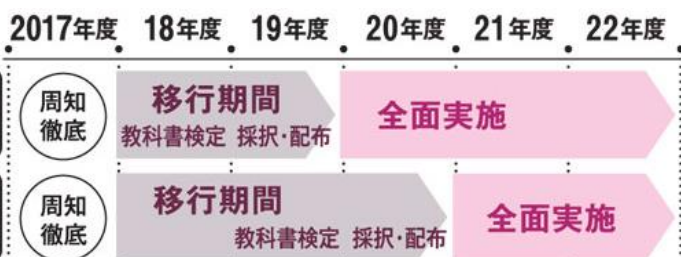 2017年度 18年度 19年度 20年度 21年度 22年度
周知
徹底
移行期間
教科書検定 採択・配布
全面実施
周知
徹底
移行期間
教科書検定 採択・配布
全面実施